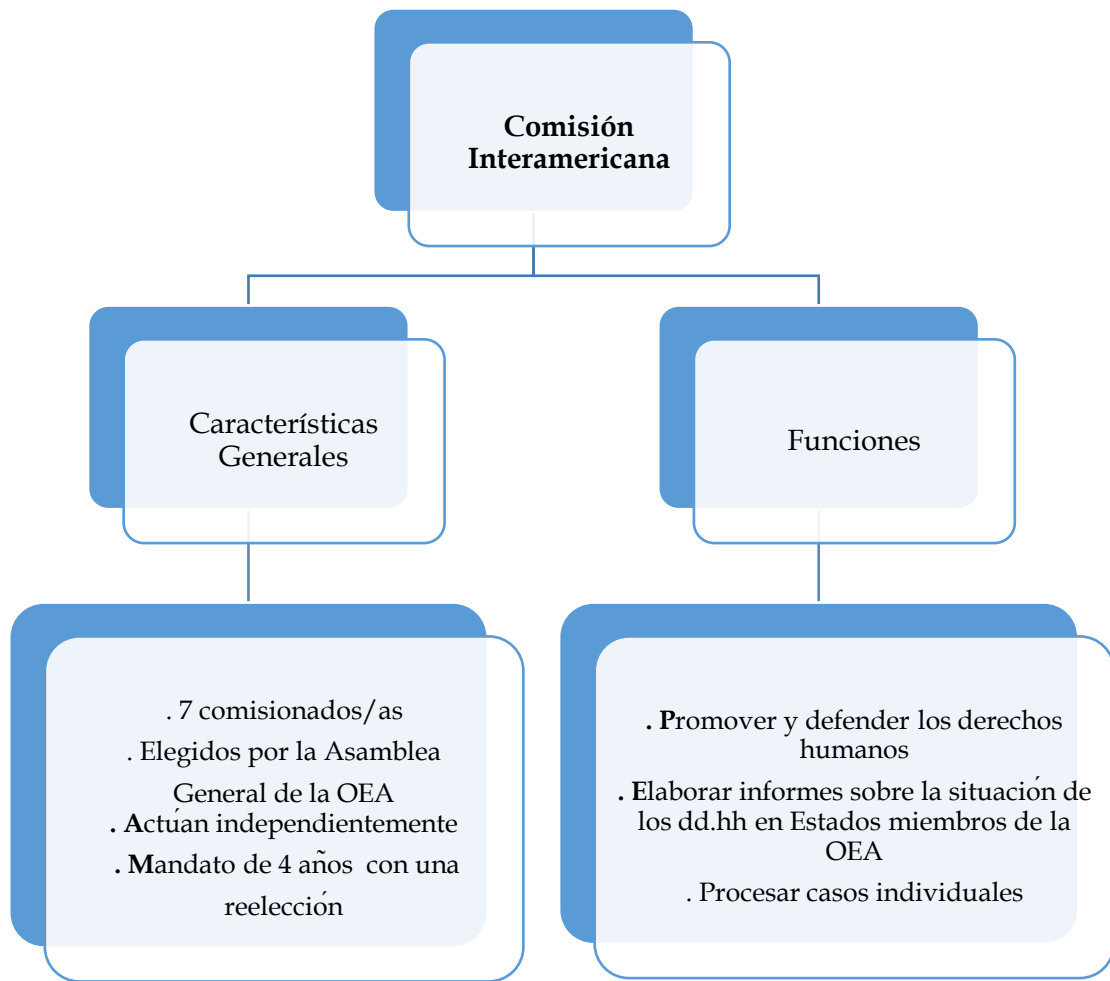 Comisión
Interamericana
Características
Generales
Funciones
. 7 comisionados/as
. Elegidos por la Asamblea
General de la OEA
. Actúan independientemente
. Mandato de 4 años con una
reelección
. Promover y defender los derechos
humanos
. Elaborar informes sobre la situación de
los dd.hh en Estados miembros de la
OEA
. Procesar casos individuales